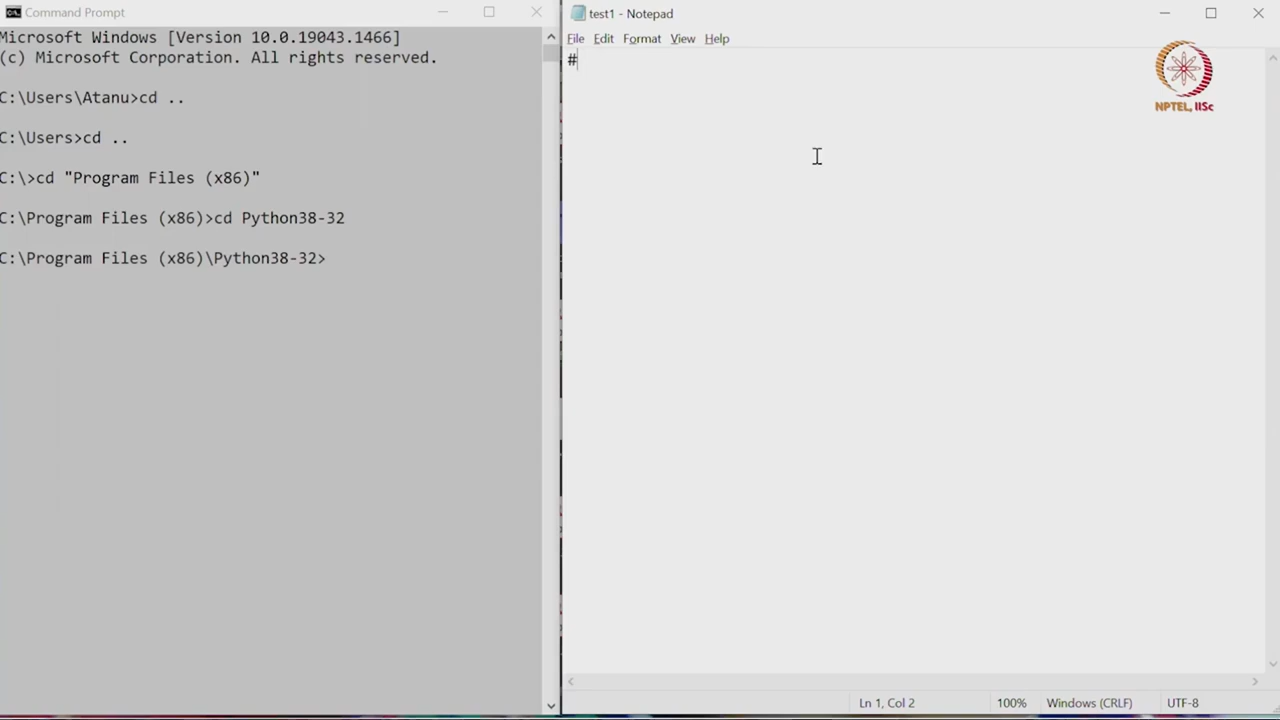 Command Prompt
Microsoft Windows [Version 10.0.19043.1466]
(c) Microsoft Corporation. All rights reserved.
C:\Users\Atanu>cd ..
C:\Users>cd ..
C:\>cd "Program Files (x86)"
C:\Program Files (x86)>cd Python38-32
C:\Program Files (x86)\Python38-32>
test1 - Notepad
File Edit Format View Help
#
NPTEL, IISc
Ln 1, Col 2 100% Windows (CRLF) UTF-8